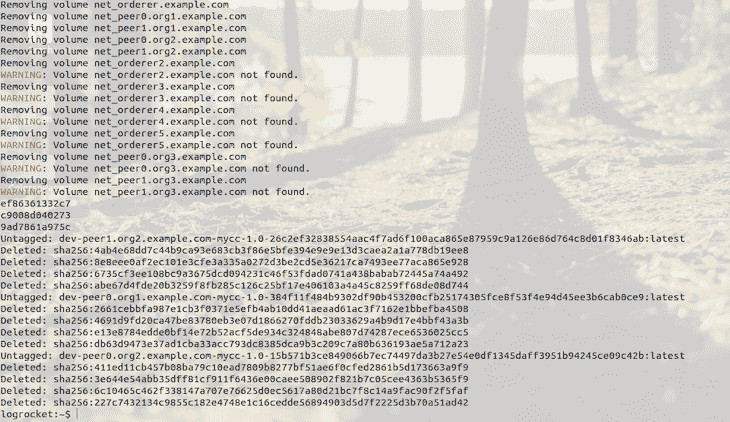 Removing volume net_orderer.example.com
Removing volume net_peer0.org1.example.com
Removing volume net_peer1.org1.example.com
Removing volume net_peer0.org2.example.com
Removing volume net_peer1.org2.example.com
Removing volume net_orderer2.example.com
WARNING: Volume net_orderer2.example.com not found.
Removing volume net_orderer3.example.com
WARNING: Volume net_orderer3.example.com not found.
Removing volume net_orderer4.example.com
WARNING: Volume net_orderer4.example.com not found.
Removing volume net_orderer5.example.com
WARNING: Volume net_orderer5.example.com not found.
Removing volume net_peer0.org3.example.com
WARNING: Volume net_peer0.org3.example.com not found.
Removing volume net_peer1.org3.example.com
WARNING: Volume net_peer1.org3.example.com not found.
ef86361332c7
c9008d040273
9ad7861a975c
Untagged: dev-peer1.org2.example.com-mycc-1.0-26c2ef32838554aac4f7ad6f100aca865e87959c9a126e86d764c8d01f8346ab:latest
Deleted: sha256:4ab4e68dd7c44b9ca93e683cb3f86e5bfe394e9e9e13d3caea2a1a778db19ee8
Deleted: sha256:8e8eee0af2ec101e3cfe3a335a0272d3be2cd5e36217ca7493ee77aca865e928
Deleted: sha256:6735cf3ee108bc9a3675dcd094231c46f53fdad0741a438babab72445a74a492
Deleted: sha256:abe67d4fde20b3259f8fb285c126c25bf17e406103a4a45c8259ff68de08d744
Untagged: dev-peer0.org1.example.com-mycc-1.0-384f11f484b9302df90b453200cfb25174305fce8f53f4e94d45ee3b6cab0ce9:latest
Deleted: sha256:2661cebbfa987e1cb3f0371e5efb4ab10dd41aeaad61ac3f7162e1bbefba4508
Deleted: sha256:4691d9fd20ca47be83780eb3e07d1866270fddb23033629a4b9d17e4bbf43a3b
Deleted: sha256:e13e8784edde0bf14e72b52acf5de934c324848abe807d74287ece6536025cc5
Deleted: sha256:db63d9473e37ad1cba33acc793dc8385dca9b3c209c7a80b636193ae5a712a23
Untagged: dev-peer0.org2.example.com-mycc-1.0-15b571b3ce849066b7ec74497da3b27e54e0df1345daff3951b94245ce09c42b:latest
Deleted: sha256:411ed11cb457b08ba79c10ead7809b8277bf51ae6f0cfed2861b5d173663a9f9
Deleted: sha256:3e644e54abb35dff81cf911f6436e00caee508902f821b7c05cee4363b5365f9
Deleted: sha256:6c10465c462f338147a707e76625d0ec5617a80d21bc7f8c14a9fac90f2f5faf
Deleted: sha256:227c7432134c9855c182e4748e1c16cedde56894903d5d7f2225d3b70a51ad42
logrocket:~$